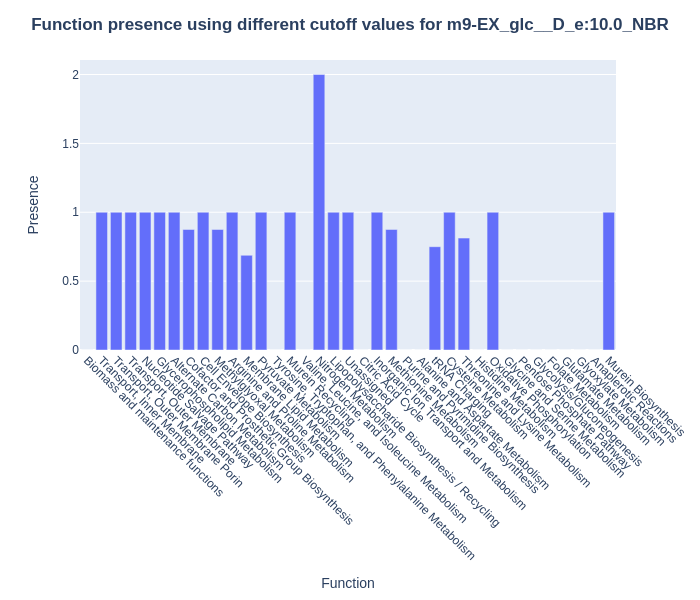 Function presence using different cutoff values for m9-EX_glc__D_e:10.0_NBR
Presence
2
1.5
1
0.5
0
Biomass and maintenance functions
Transport, Inner Membrane
Transport, Outer Membrane
Transport, Outer Membrane Porin
Nucleotide Salvage Pathway
Glycerophospholipid Metabolism
Alternate Carbon Metabolism
Cofactor and Prosthetic Group Biosynthesis
Cell Envelope Biosynthesis
Methylglyoxal Metabolism
Arginine and Proline Metabolism
Membrane Lipid Metabolism
Pyruvate Metabolism
Tyrosine, Tryptophan, and Phenylalanine Metabolism
Murein Recycling
Valine, Leucine, and Isoleucine Metabolism
Nitrogen Metabolism
Lipopolysaccharide Biosynthesis / Recycling
Unassigned
Citric Acid Cycle
Inorganic Ion Transport and Metabolism
Methionine Metabolism
Purine and Pyrimidine Biosynthesis
Alanine and Aspartate Metabolism
tRNA Charging
Cysteine Metabolism
Threonine and Lysine Metabolism
Histidine Metabolism
Oxidative Phosphorylation
Glycine and Serine Metabolism
Pentose Phosphate Pathway
Glycolysis/Gluconeogenesis
Folate Metabolism
Glutamate Metabolism
Glyoxylate Metabolism
Anaplerotic Reactions
Murein Biosynthesis
Function